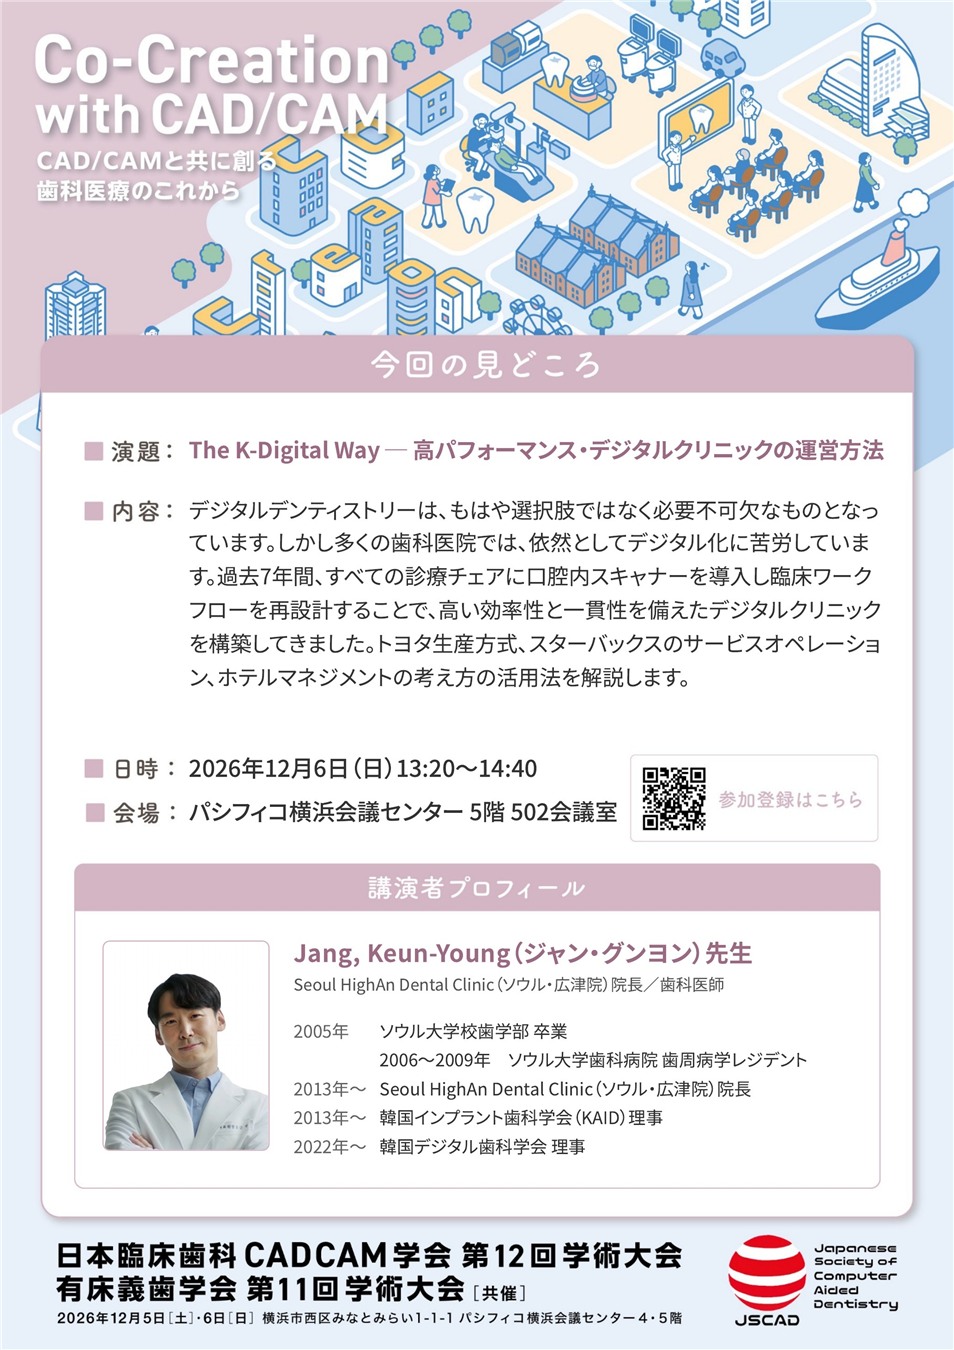 Co-Creation
with CAD/CAM
CAD/CAMと共に創る
歯科医療のこれから
Co-Creation
今回の見どころ
■ 演題： The K-Digital Way ― 高パフォーマンス・デジタルクリニックの運営方法
■ 内容： デジタルデンティストリーは、もはや選択肢ではなく必要不可欠なものとなっ
ています。しかし多くの歯科医院では、依然としてデジタル化に苦労していま
す。過去7年間、すべての診療チェアに口腔内スキャナーを導入し臨床ワーク
フローを再設計することで、高い効率性と一貫性を備えたデジタルクリニック
を構築してきました。トヨタ生産方式、スターバックスのサービスオペレーショ
ン、ホテルマネジメントの考え方の活用法を解説します。
■ 日時： 2026年12月6日（日）13:20～14:40
■ 会場： パシフィコ横浜会議センター 5階 502会議室
参加登録はこちら
講演者プロフィール
Jang, Keun-Young（ジャン・グンヨン）先生
Seoul HighAn Dental Clinic（ソウル・広津院）院長／歯科医師
2005年 ソウル大学校歯学部 卒業
2006～2009年 ソウル大学歯科病院 歯周病学レジデント
2013年～ Seoul HighAn Dental Clinic（ソウル・広津院）院長
2013年～ 韓国インプラント歯科学会（KAID）理事
2022年～ 韓国デジタル歯科学会 理事
日本臨床歯科CADCAM学会 第12回学術大会
有床義歯学会 第11回学術大会［共催］
2026年12月5日［土］・6日［日］ 横浜市西区みなとみらい1-1-1 パシフィコ横浜会議センター4・5階
JSCAD
Japanese
Society of
Computer
Aided
Dentistry